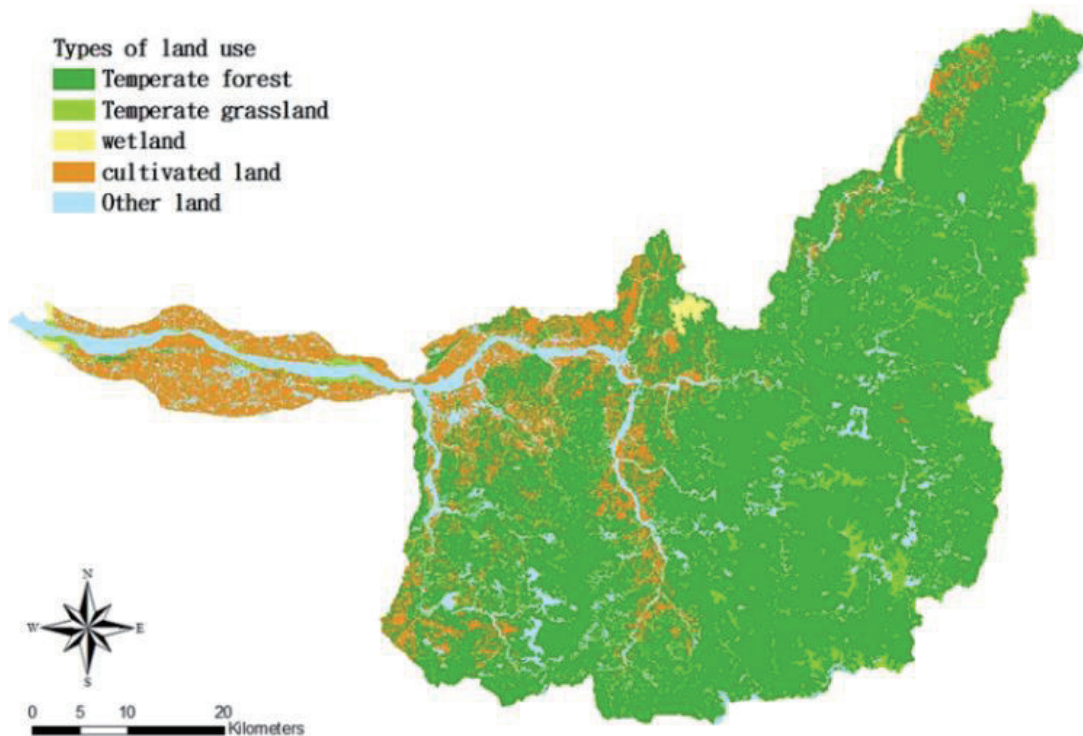 Types of land use
Temperate forest
Temperate grassland
wetland
cultivated land
Other land
N
W E
S
0 5 10 20
Kilometers